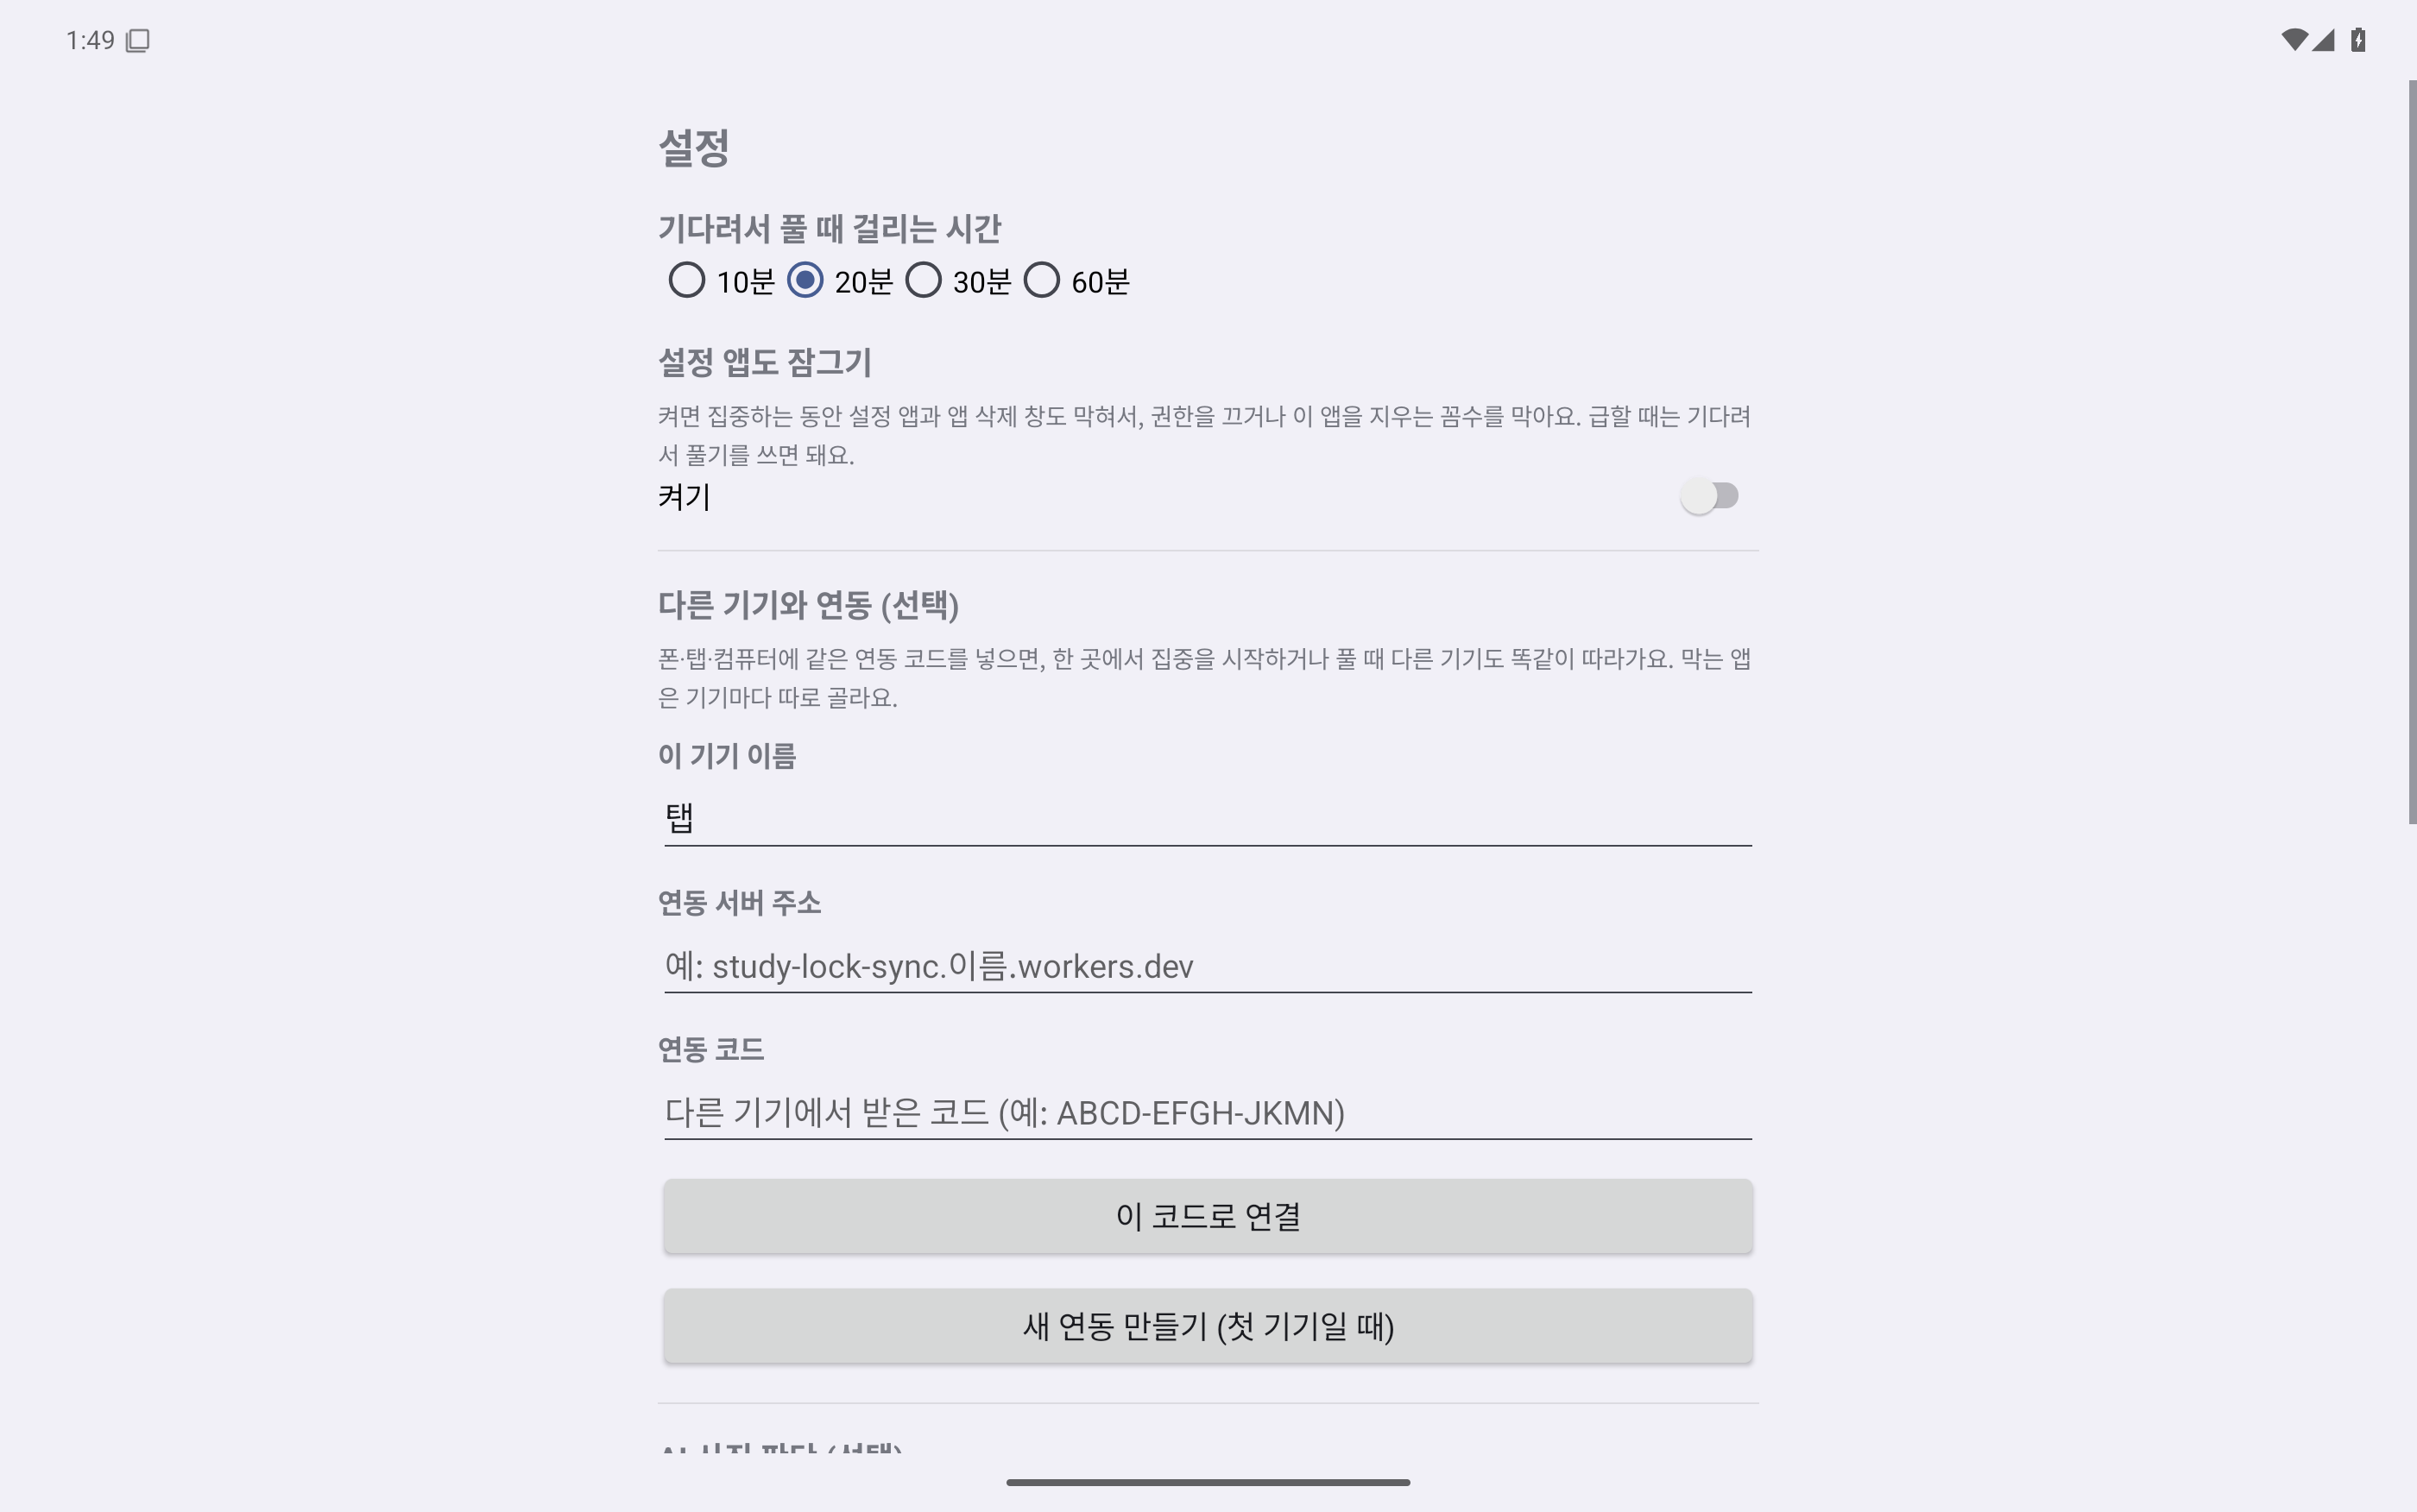 1:49
설정
기다려서 풀 때 걸리는 시간
10분 20분 30분 60분
설정 앱도 잠그기
켜면 집중하는 동안 설정 앱과 앱 삭제 창도 막혀서, 권한을 끄거나 이 앱을 지우는 꼼수를 막아요. 급할 때는 기다려
서 풀기를 쓰면 돼요.
켜기
다른 기기와 연동 (선택)
폰·탭·컴퓨터에 같은 연동 코드를 넣으면, 한 곳에서 집중을 시작하거나 풀 때 다른 기기도 똑같이 따라가요. 막는 앱
은 기기마다 따로 골라요.
이 기기 이름
탭
연동 서버 주소
예: study-lock-sync.이름.workers.dev
연동 코드
다른 기기에서 받은 코드 (예: ABCD-EFGH-JKMN)
이 코드로 연결
새 연동 만들기 (첫 기기일 때)
AI 사진 판단 (선택)